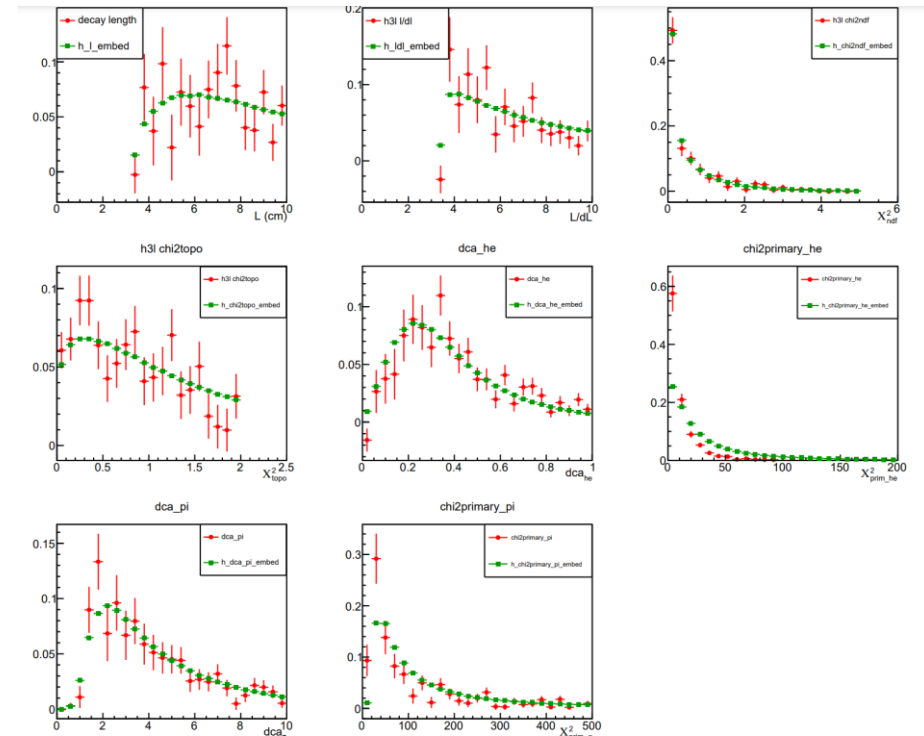 decay length
h_l_embed
0.1
0.05
0
0 2 4 6 8 10
L (cm)
0.2
h3l l/dl
h_ldl_embed
0.1
0
0 2 4 6 8 10
L/dL
h3l chi2ndf
h_chi2ndf_embed
0.4
0.2
0
0 2 4 6
X²ndf
h3l chi2topo
h3l chi2topo
h_chi2topo_embed
0.1
0.05
0
0 0.5 1 1.5 2 2.5
X²topo
dca_he
dca_he
h_dca_he_embed
0.1
0.05
0
0 0.2 0.4 0.6 0.8 1
dca he
chi2primary_he
chi2primary_he
h_chi2primary_he_embed
0.6
0.4
0.2
0
0 50 100 150 200
X²prim_he
dca_pi
dca_pi
h_dca_pi_embed
0.15
0.1
0.05
0
0 2 4 6 8 10
dca
chi2primary_pi
chi2primary_pi
h_chi2primary_pi_embed
0.3
0.2
0.1
0
0 100 200 300 400 500